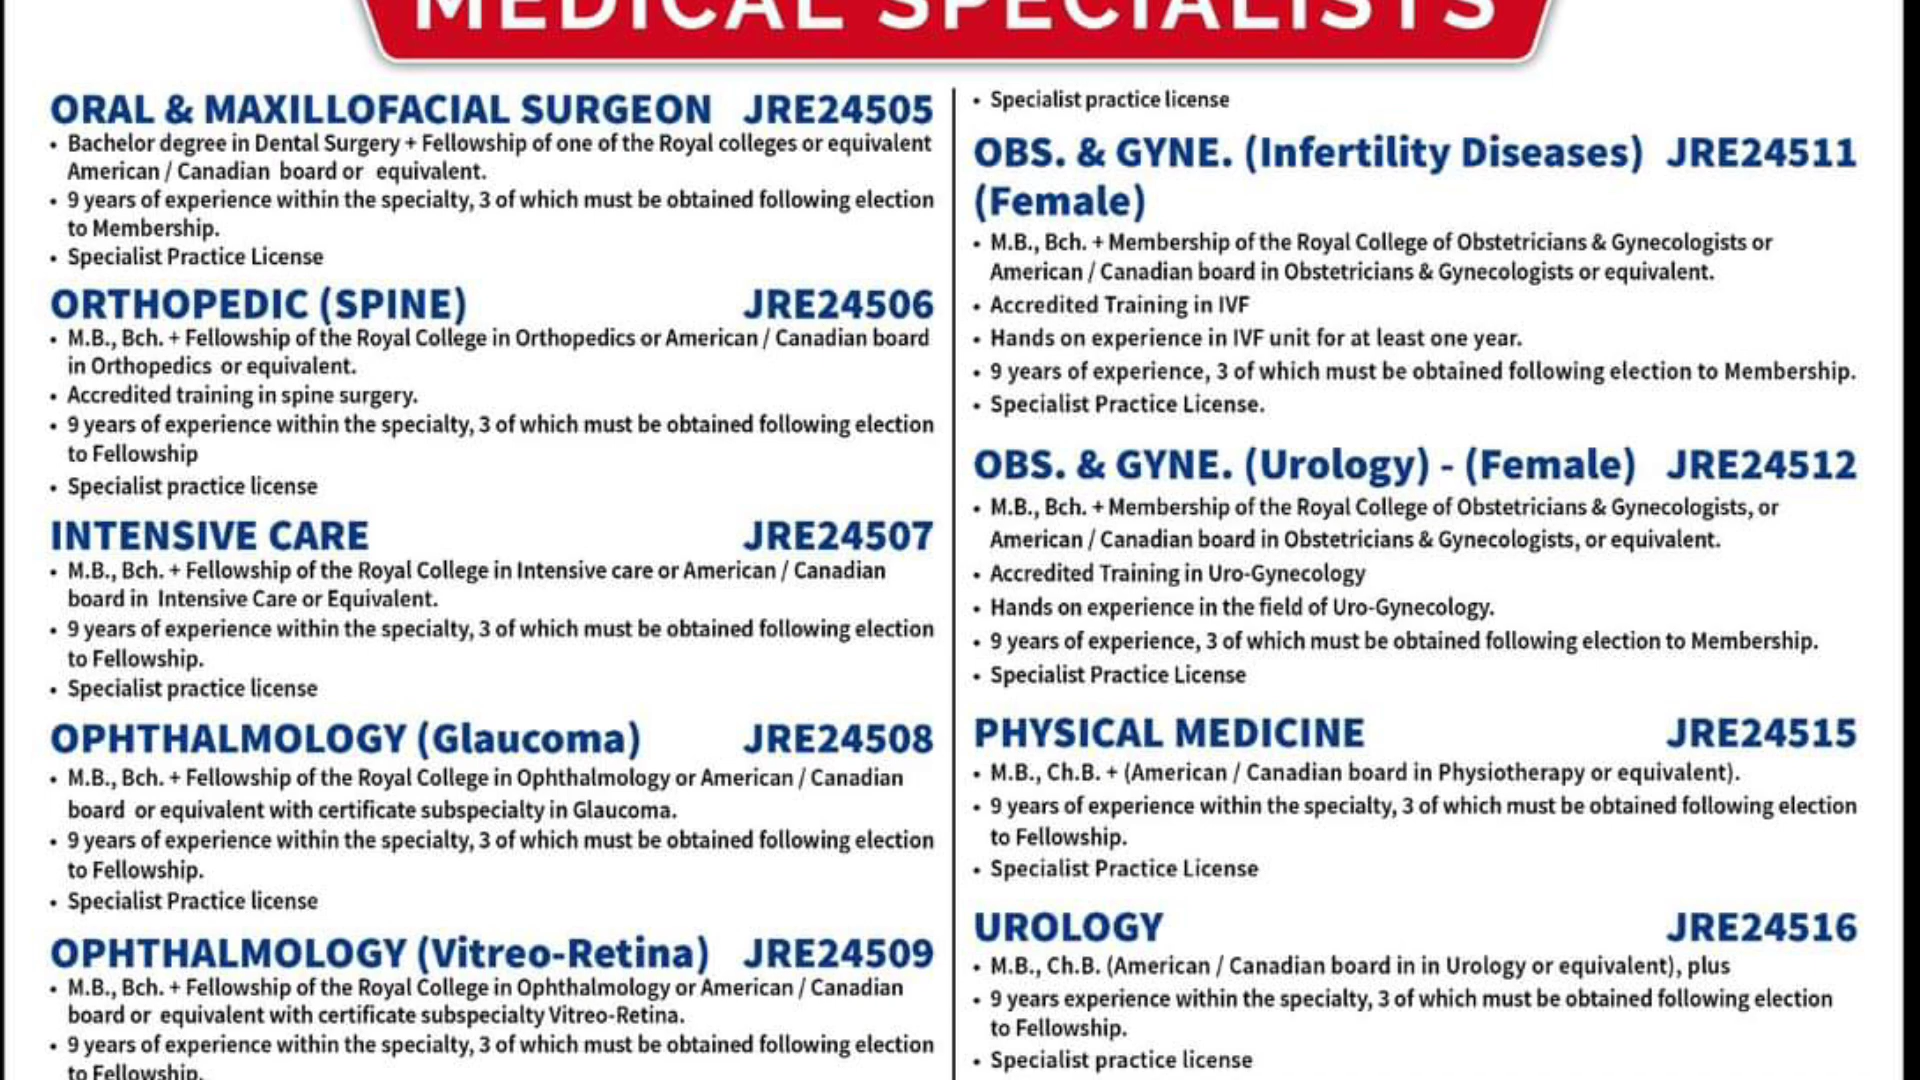 MEDICAL SPECIALISTS
ORAL & MAXILLOFACIAL SURGEON JRE24505
• Bachelor degree in Dental Surgery + Fellowship of one of the Royal colleges or equivalent
American / Canadian board or equivalent.
• 9 years of experience within the specialty, 3 of which must be obtained following election
to Membership.
• Specialist Practice License
ORTHOPEDIC (SPINE) JRE24506
• M.B., Bch. + Fellowship of the Royal College in Orthopedics or American / Canadian board
in Orthopedics or equivalent.
• Accredited training in spine surgery.
• 9 years of experience within the specialty, 3 of which must be obtained following election
to Fellowship
• Specialist practice license
INTENSIVE CARE JRE24507
• M.B., Bch. + Fellowship of the Royal College in Intensive care or American / Canadian
board in Intensive Care or Equivalent.
• 9 years of experience within the specialty, 3 of which must be obtained following election
to Fellowship.
• Specialist practice license
OPHTHALMOLOGY (Glaucoma) JRE24508
• M.B., Bch. + Fellowship of the Royal College in Ophthalmology or American / Canadian
board or equivalent with certificate subspecialty in Glaucoma.
• 9 years of experience within the specialty, 3 of which must be obtained following election
to Fellowship.
• Specialist Practice license
OPHTHALMOLOGY (Vitreo-Retina) JRE24509
• M.B., Bch. + Fellowship of the Royal College in Ophthalmology or American / Canadian
board or equivalent with certificate subspecialty Vitreo-Retina.
• 9 years of experience within the specialty, 3 of which must be obtained following election
to Fellowship.
• Specialist practice license
OBS. & GYNE. (Infertility Diseases) JRE24511
(Female)
• M.B., Bch. + Membership of the Royal College of Obstetricians & Gynecologists or
American / Canadian board in Obstetricians & Gynecologists or equivalent.
• Accredited Training in IVF
• Hands on experience in IVF unit for at least one year.
• 9 years of experience, 3 of which must be obtained following election to Membership.
• Specialist Practice License.
OBS. & GYNE. (Urology) - (Female) JRE24512
• M.B., Bch. + Membership of the Royal College of Obstetricians & Gynecologists, or
American / Canadian board in Obstetricians & Gynecologists, or equivalent.
• Accredited Training in Uro-Gynecology
• Hands on experience in the field of Uro-Gynecology.
• 9 years of experience, 3 of which must be obtained following election to Membership.
• Specialist Practice License
PHYSICAL MEDICINE JRE24515
• M.B., Ch.B. + (American / Canadian board in Physiotherapy or equivalent).
• 9 years of experience within the specialty, 3 of which must be obtained following election
to Fellowship.
• Specialist Practice License
UROLOGY JRE24516
• M.B., Ch.B. (American / Canadian board in in Urology or equivalent), plus
• 9 years experience within the specialty, 3 of which must be obtained following election
to Fellowship.
• Specialist practice license